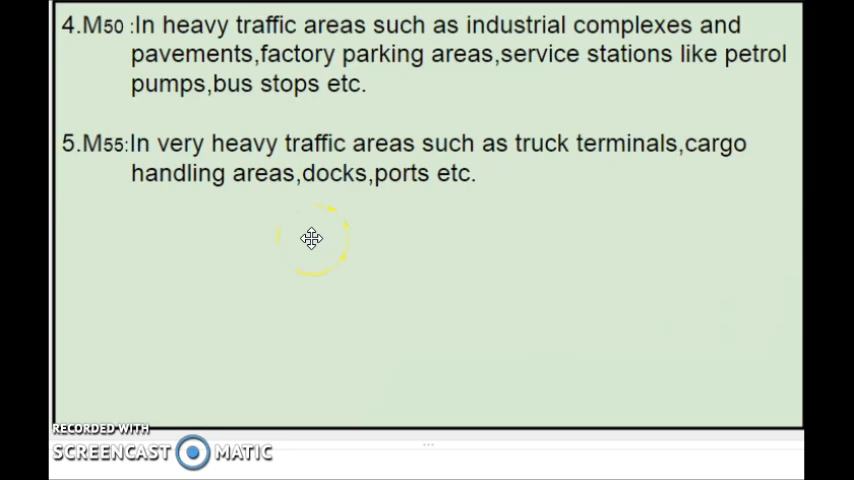 4.M50 :In heavy traffic areas such as industrial complexes and
pavements,factory parking areas,service stations like petrol
pumps,bus stops etc.
5.M55:In very heavy traffic areas such as truck terminals,cargo
handling areas,docks,ports etc.
RECORDED WITH
SCREENCAST MATIC